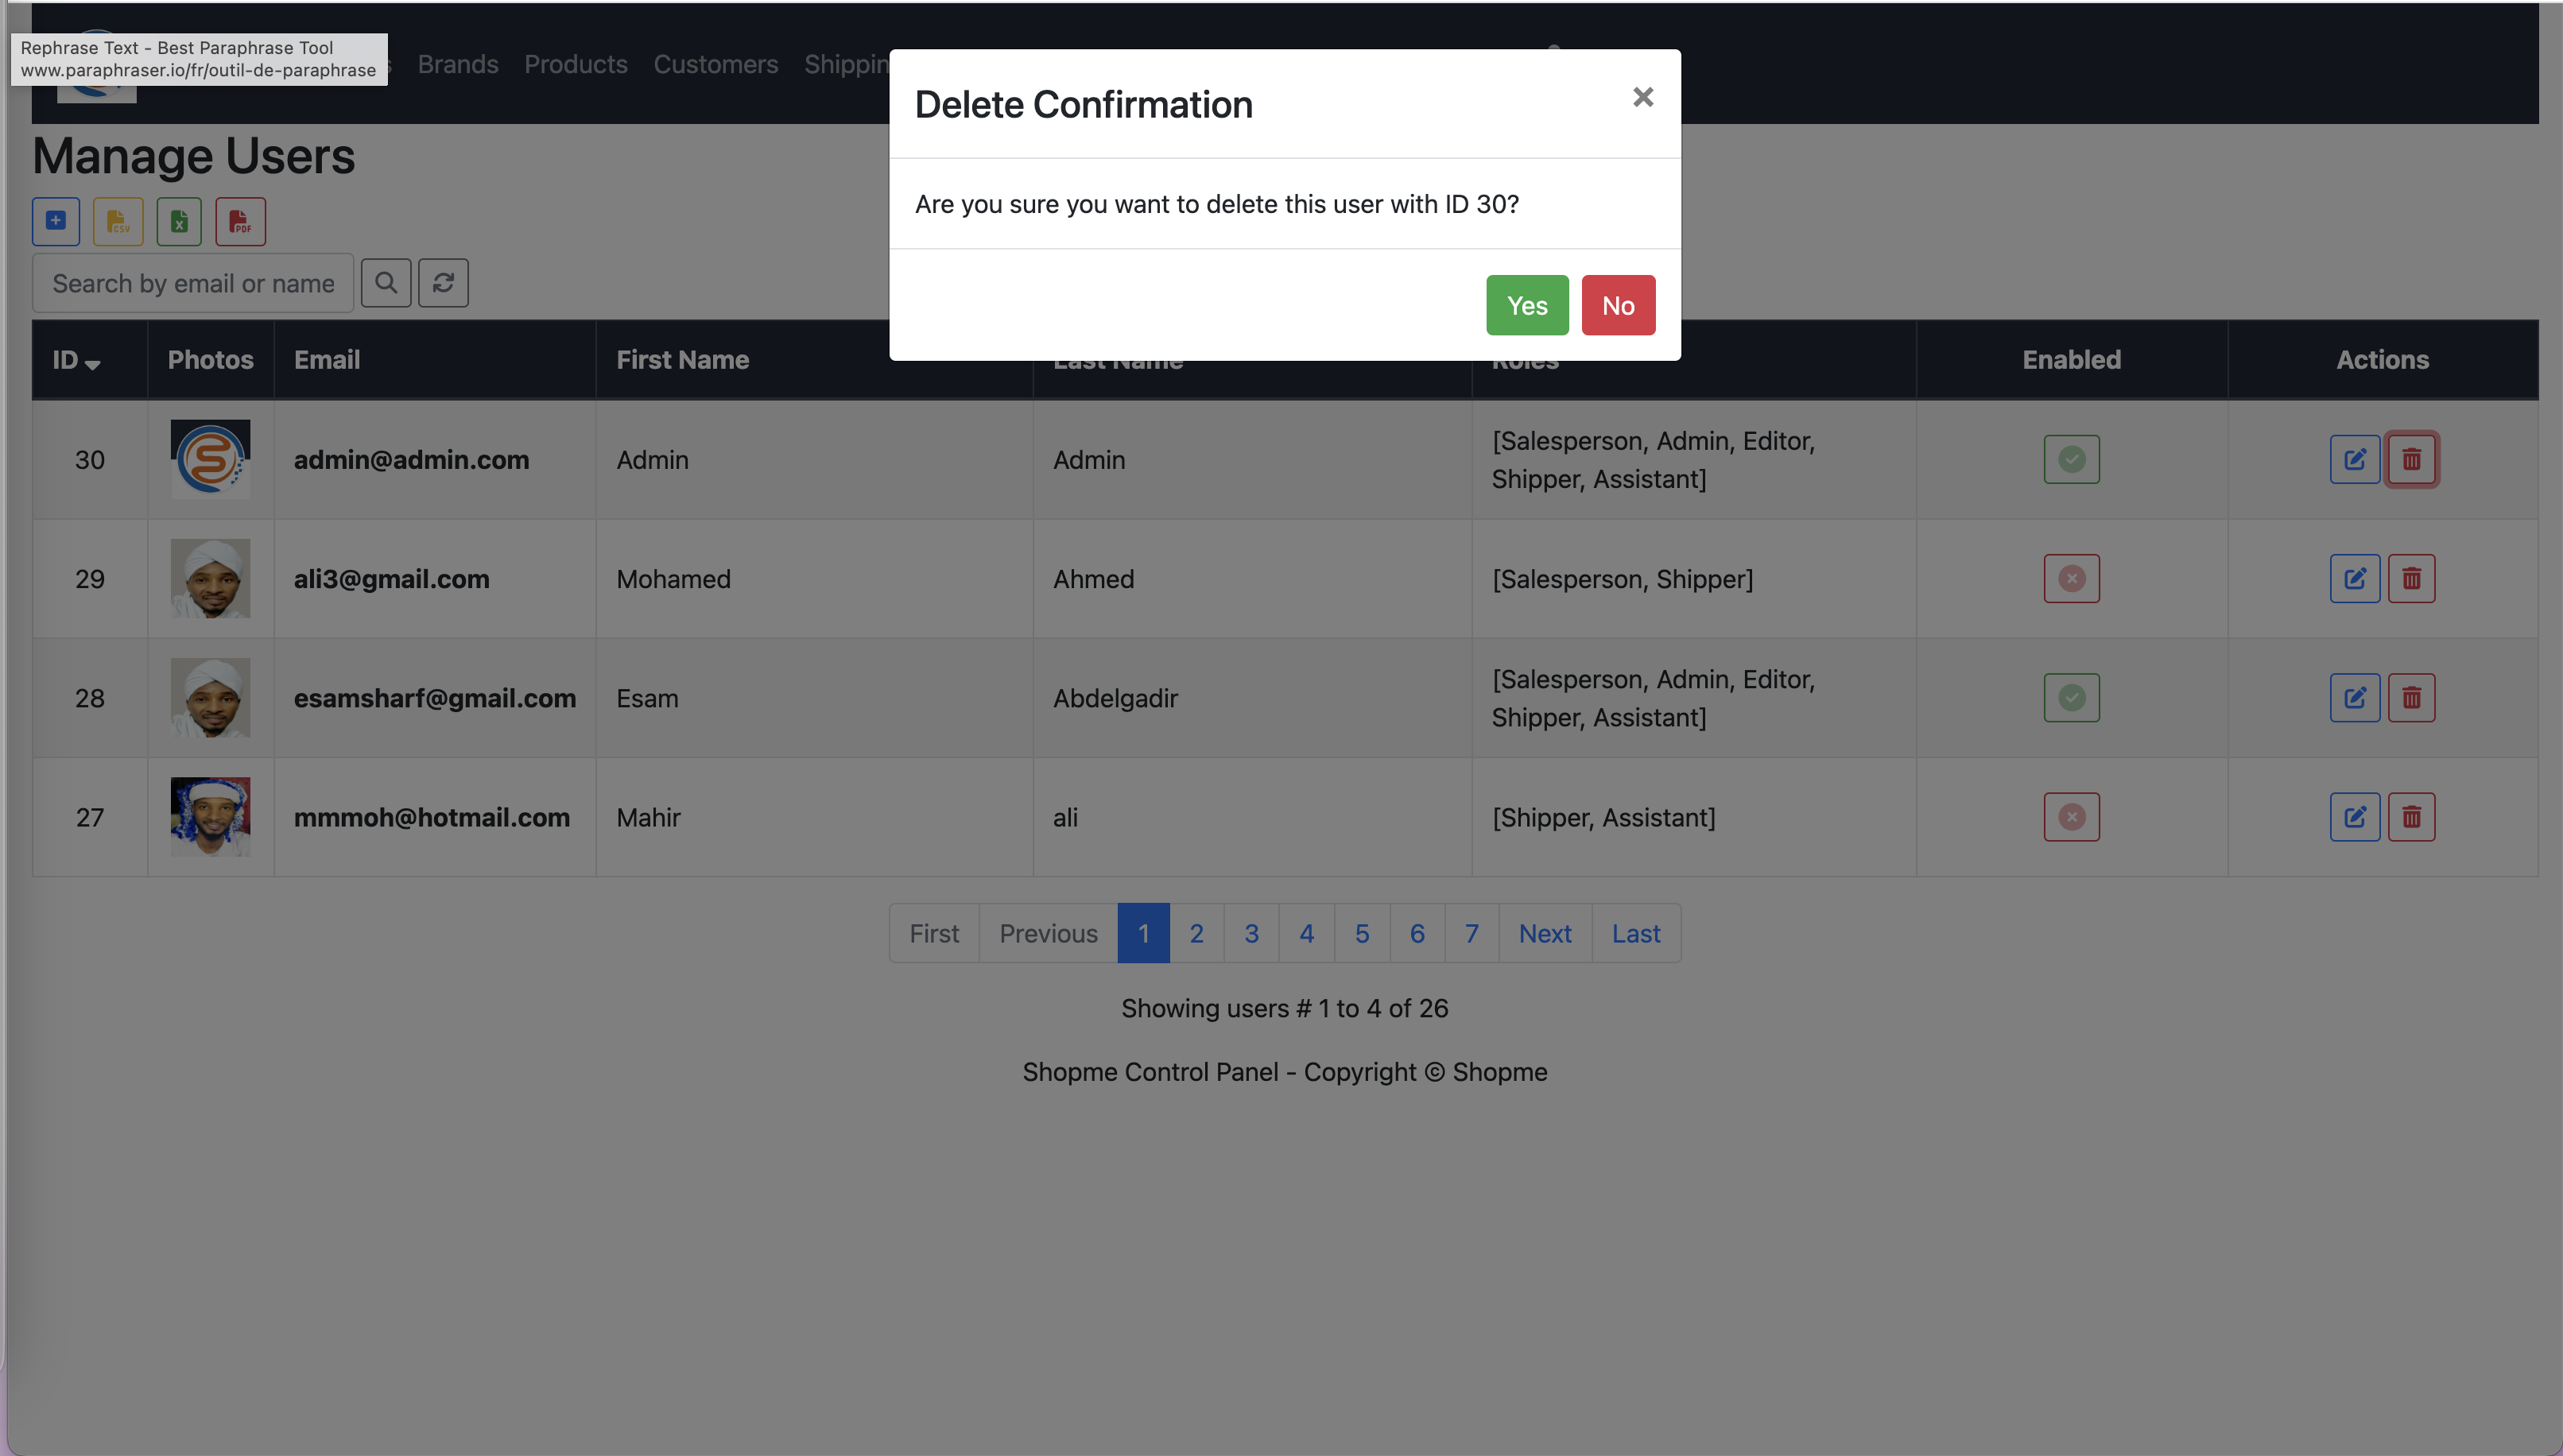 Rephrase Text - Best Paraphrase Tool
www.paraphraser.io/fr/outil-de-paraphrase
Brands Products Customers Shippin
Delete Confirmation
×
Are you sure you want to delete this user with ID 30?
Yes No
Manage Users
CSV X PDF
Search by email or name
ID Photos Email First Name Last Name Roles Enabled Actions
30 admin@admin.com Admin Admin [Salesperson, Admin, Editor,
Shipper, Assistant]
29 ali3@gmail.com Mohamed Ahmed [Salesperson, Shipper]
28 esamsharf@gmail.com Esam Abdelgadir [Salesperson, Admin, Editor,
Shipper, Assistant]
27 mmmoh@hotmail.com Mahir ali [Shipper, Assistant]
First Previous 1 2 3 4 5 6 7 Next Last
Showing users # 1 to 4 of 26
Shopme Control Panel - Copyright © Shopme